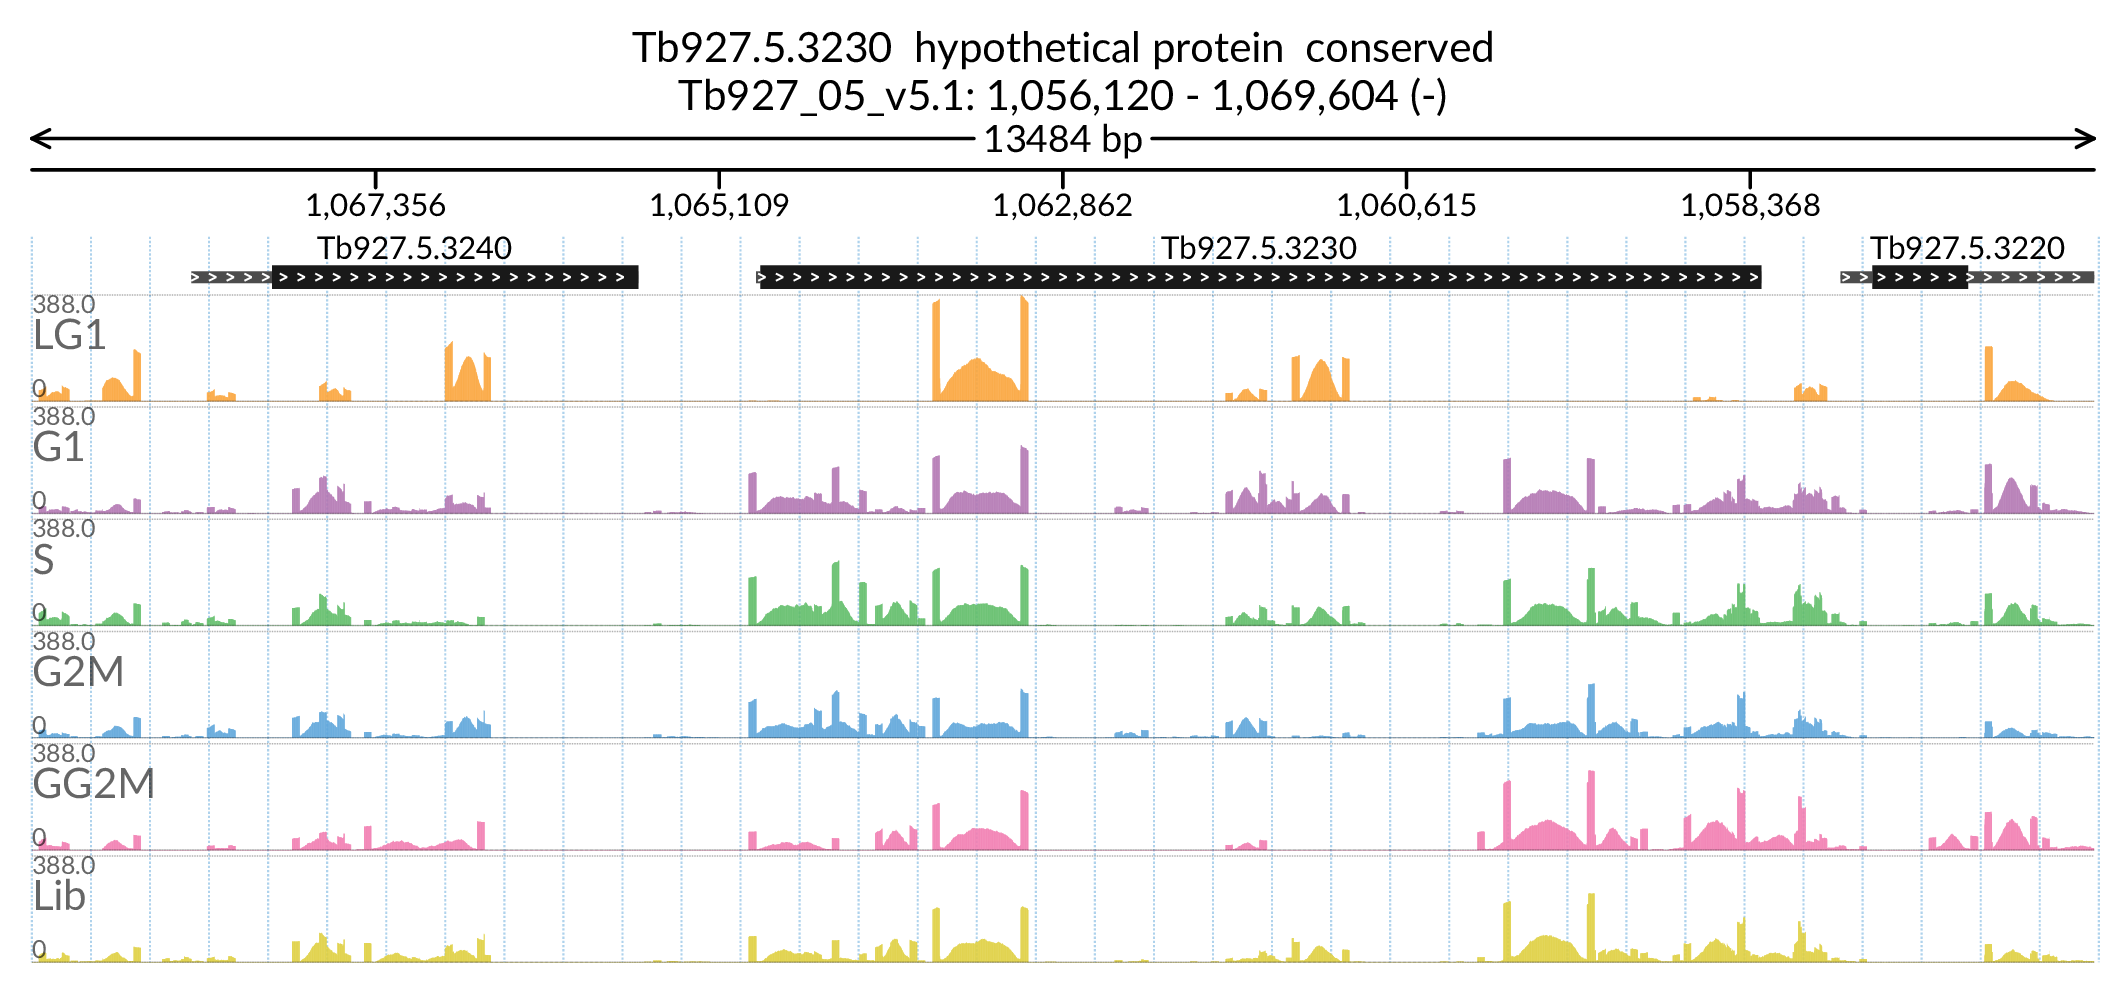 Tb927.5.3230  hypothetical protein  conserved
Tb927_05_v5.1: 1,056,120 - 1,069,604 (-)
13484 bp
1,067,356 1,065,109 1,062,862 1,060,615 1,058,368
Tb927.5.3240 Tb927.5.3230 Tb927.5.3220
388.0
LG1
0
388.0
G1
0
388.0
S
0
388.0
G2M
0
388.0
GG2M
0
388.0
Lib
0